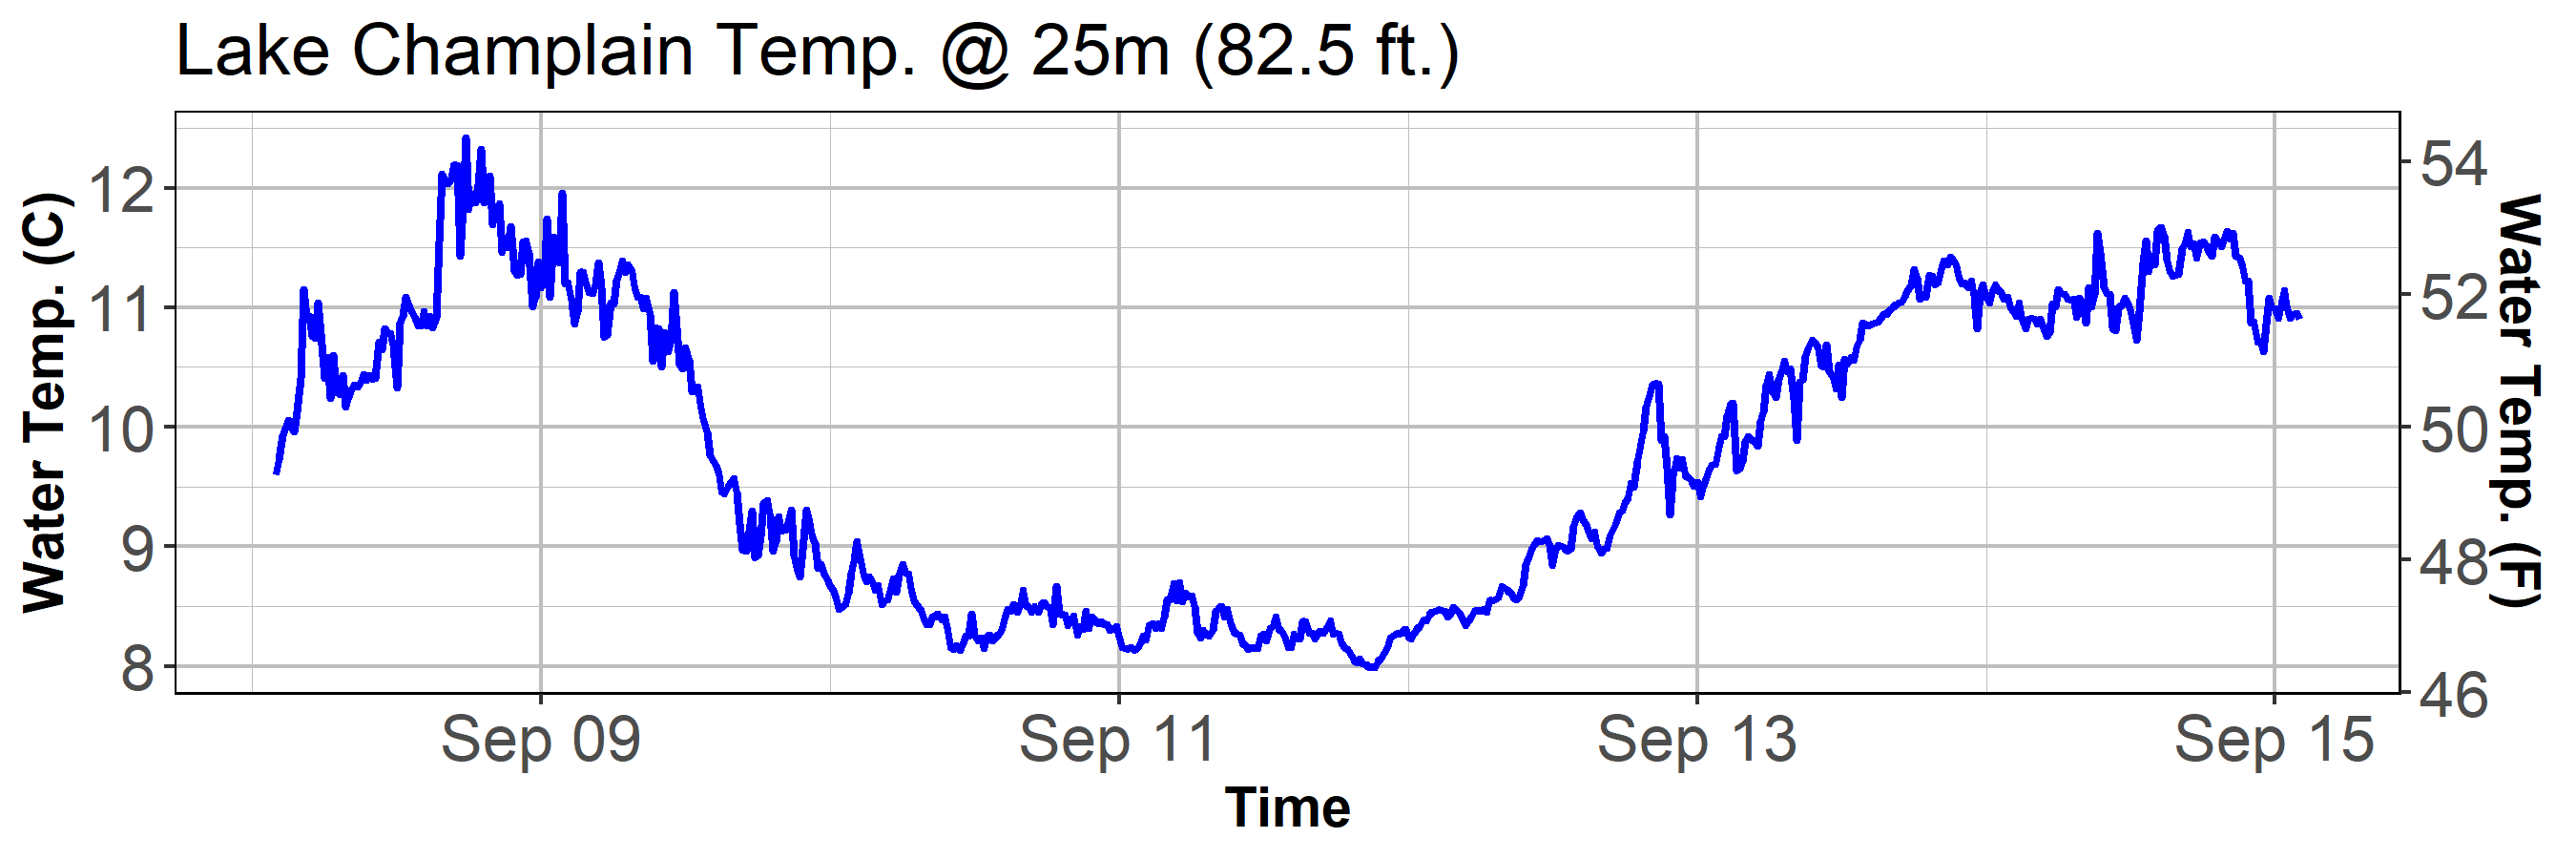 Lake Champlain Temp. @ 25m (82.5 ft.)
Water Temp. (C)
12
11
10
9
8
54
52
50
48
46
Water Temp. (F)
Sep 09
Sep 11
Sep 13
Sep 15
Time